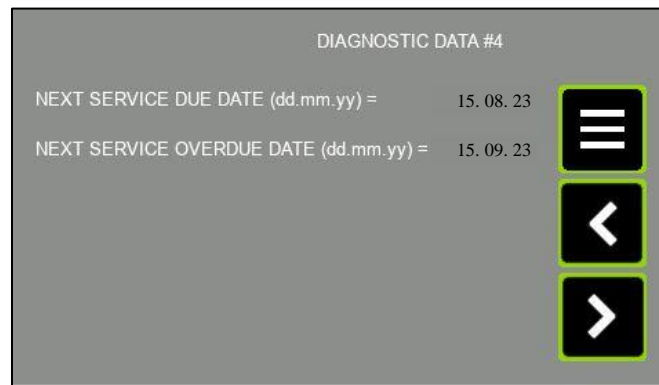 DIAGNOSTIC DATA #4
NEXT SERVICE DUE DATE (dd.mm.yy) = 15. 08. 23
NEXT SERVICE OVERDUE DATE (dd.mm.yy) = 15. 09. 23